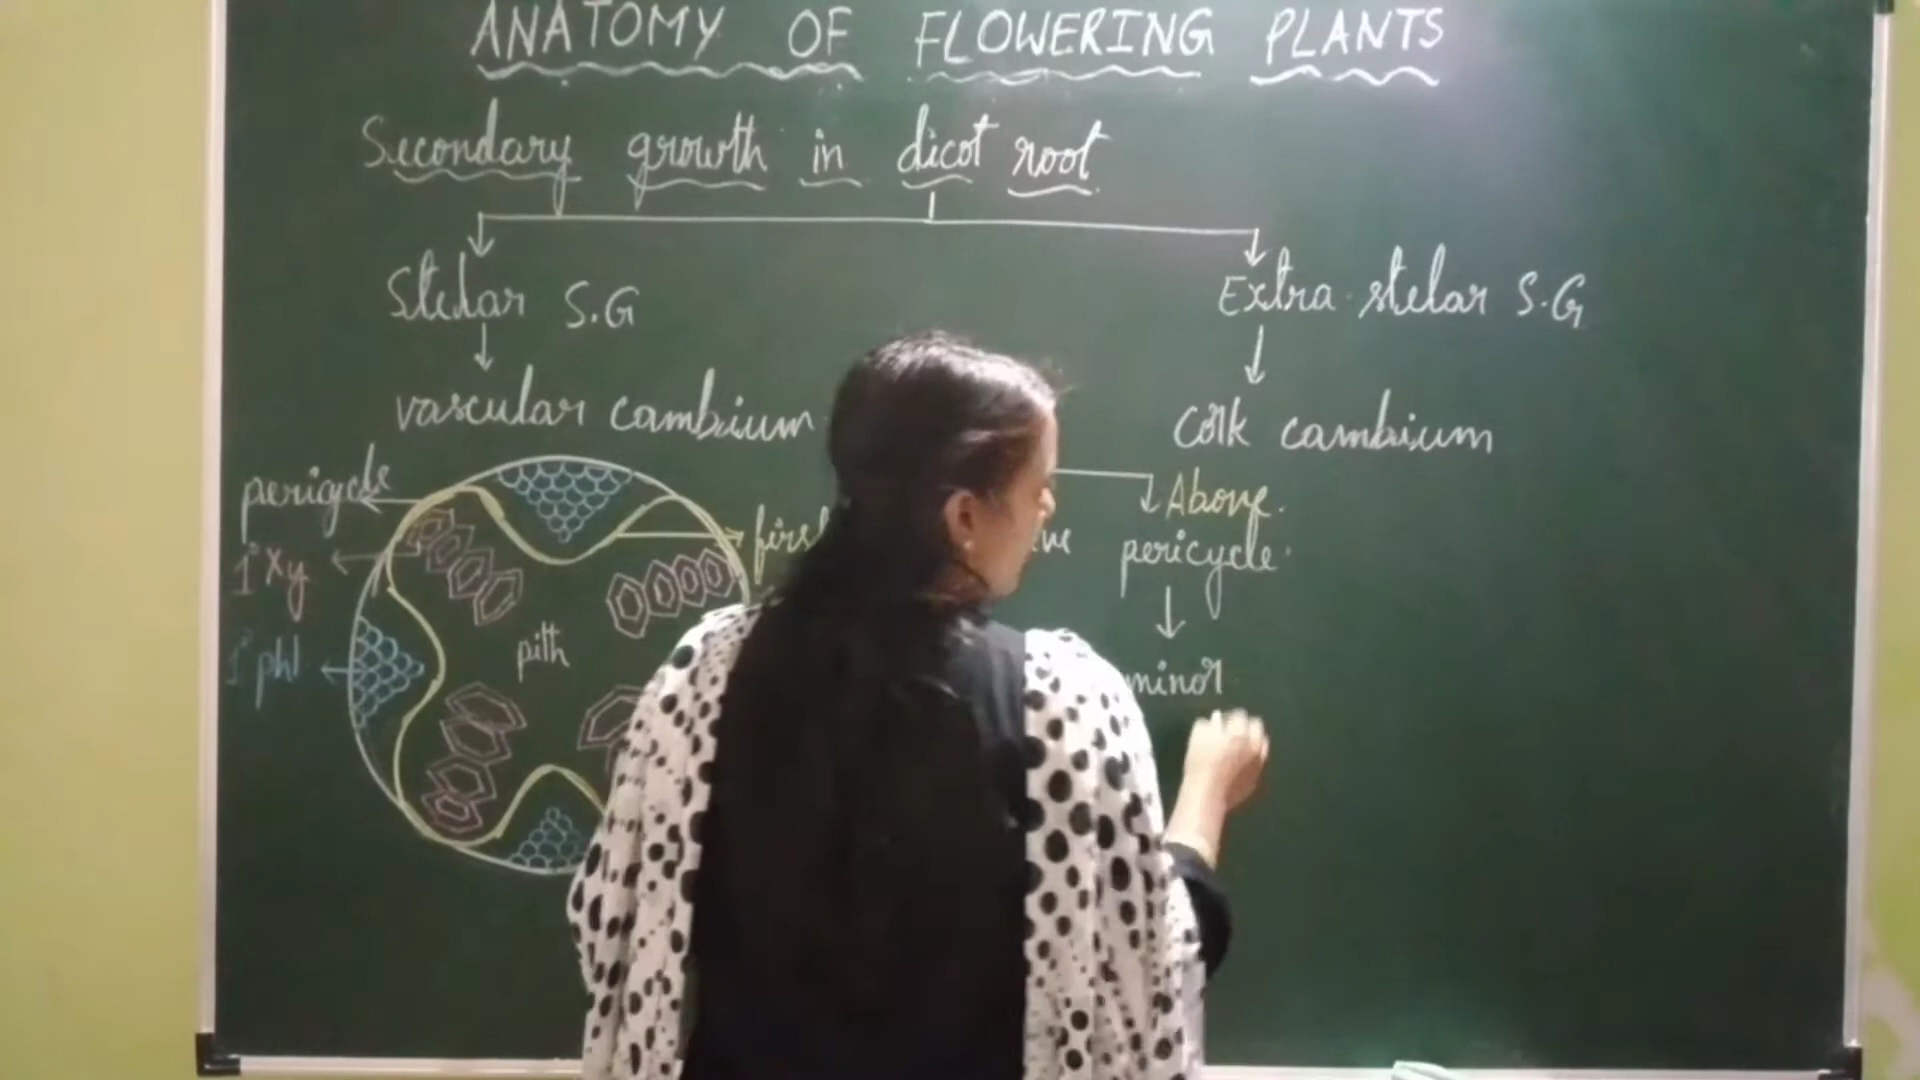 ANATOMY OF FLOWERING PLANTS
Secondary growth in dicot root
Stelar S.G
Extra stelar S.G
vascular cambium
Cork cambium
pericycle
Above
pericycle
minor
1° Xy
1° phl
pith